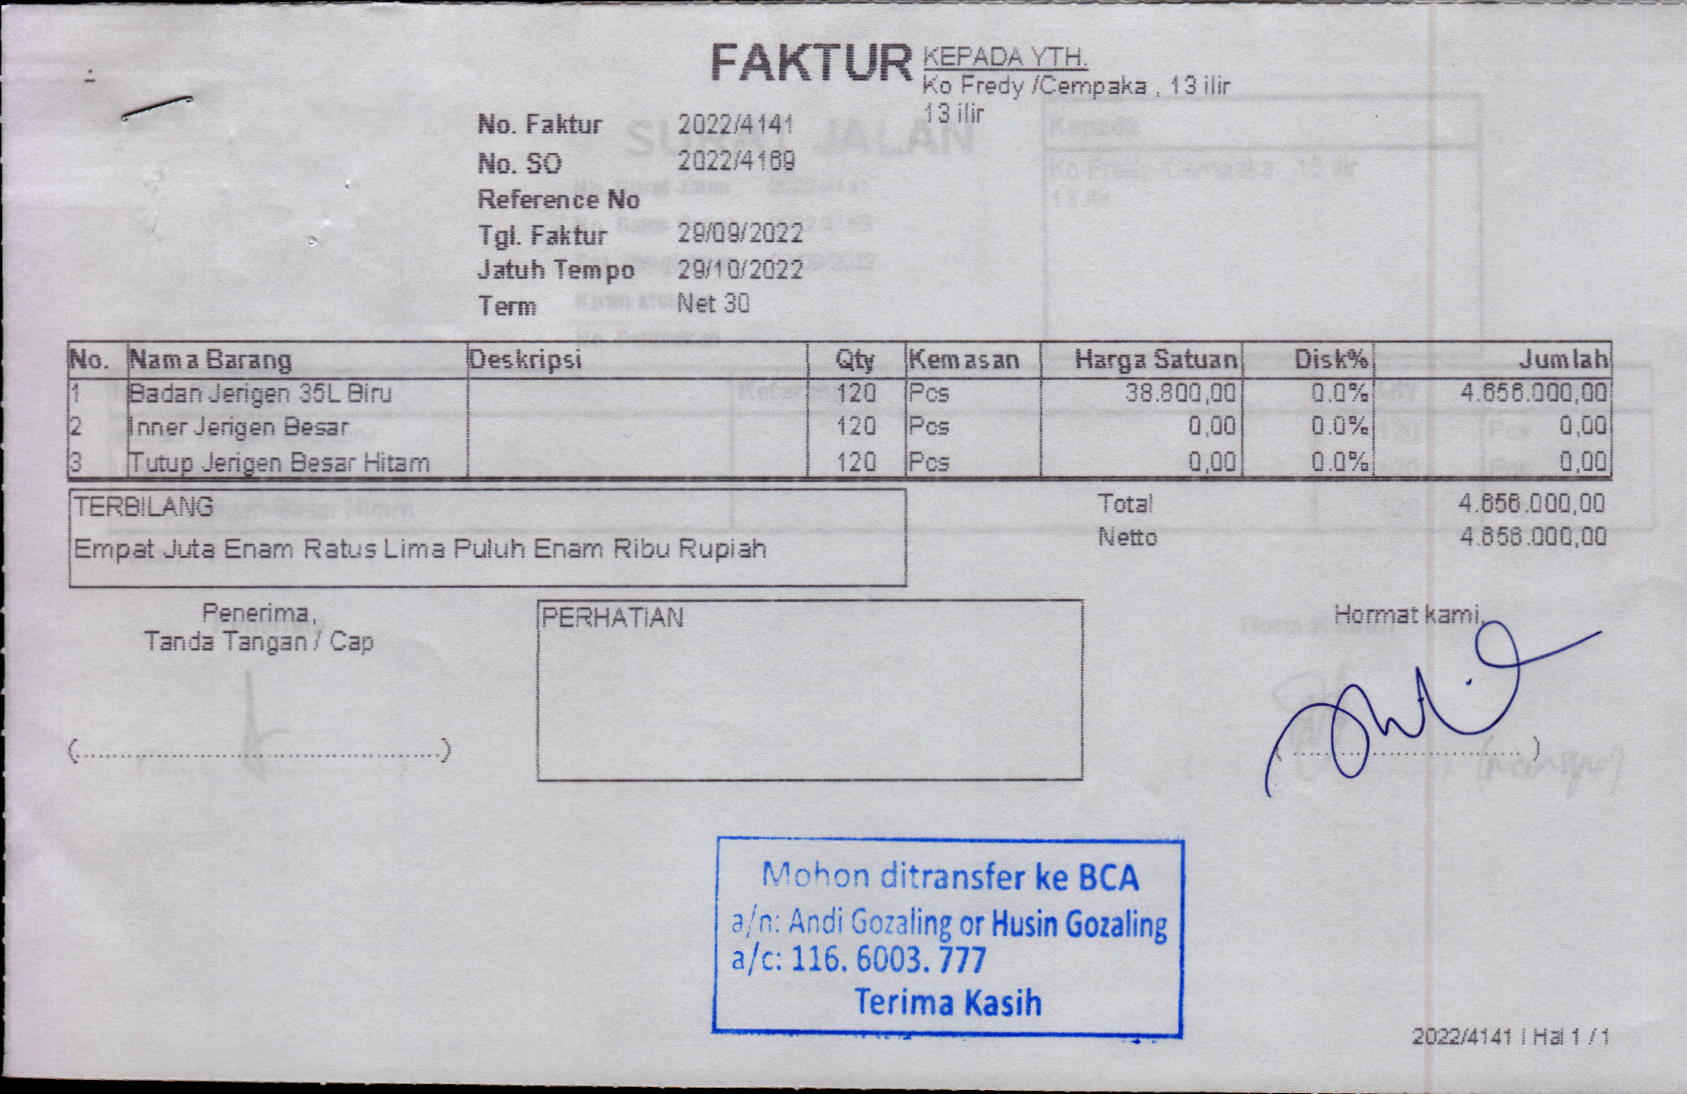 FAKTUR
KEPADA YTH.
Ko Fredy /Cempaka , 13 ilir
13 ilir
No. Faktur 2022/4141
No. SO 2022/4169
Reference No
Tgl. Faktur 29/09/2022
Jatuh Tempo 29/10/2022
Term Net 30
SURAT JALAN
Kepada
No. Nama Barang Deskripsi Qty Kemasan Harga Satuan Disk% Jumlah
1 Badan Jerigen 35L Biru 120 Pcs 38.800,00 0.0% 4.656.000,00
2 Inner Jerigen Besar 120 Pcs 0,00 0.0% 0,00
3 Tutup Jerigen Besar Hitam 120 Pcs 0,00 0.0% 0,00
TERBILANG
Empat Juta Enam Ratus Lima Puluh Enam Ribu Rupiah
Total 4.656.000,00
Netto 4.656.000,00
Penerima,
Tanda Tangan / Cap
(........................................)
PERHATIAN
Hormat kami,
(............................)
Mohon ditransfer ke BCA
a/n: Andi Gozaling or Husin Gozaling
a/c: 116. 6003. 777
Terima Kasih
2022/4141 | Hal 1 / 1